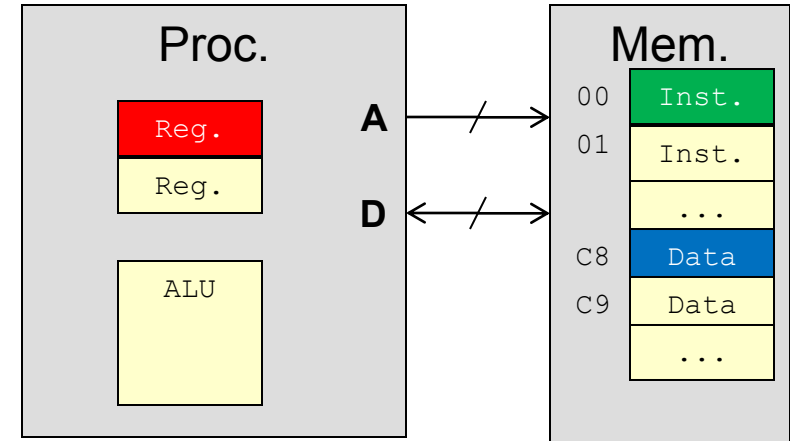 Proc.
Reg.
Reg.
ALU
A
D
Mem.
00 Inst.
01 Inst.
...
C8 Data
C9 Data
...